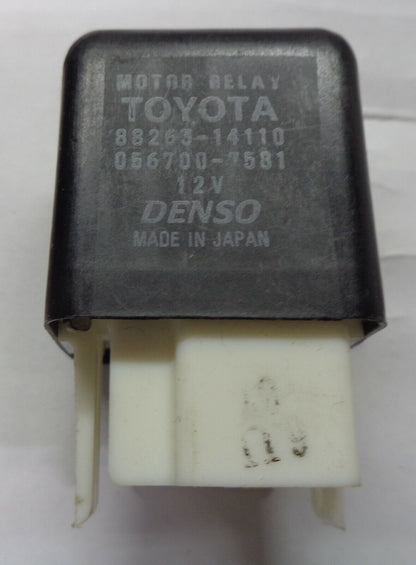 MOTOR RELAY
TOYOTA
88263-14110
056700-7581
12V
DENSO
MADE IN JAPAN